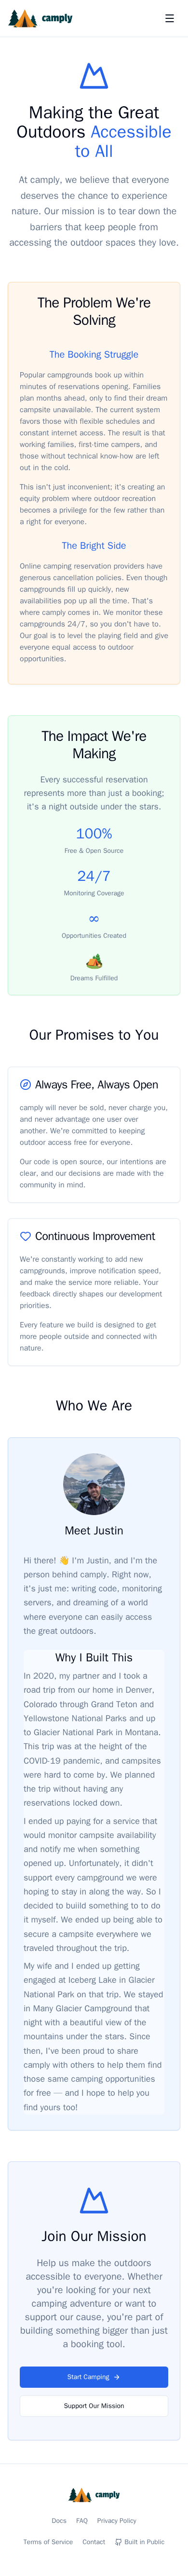 camply
Making the Great
Outdoors Accessible
to All
At camply, we believe that everyone
deserves the chance to experience
nature. Our mission is to tear down the
barriers that keep people from
accessing the outdoor spaces they love.
The Problem We're
Solving
The Booking Struggle
Popular campgrounds book up within
minutes of reservations opening. Families
plan months ahead, only to find their dream
campsite unavailable. The current system
favors those with flexible schedules and
constant internet access. The result is that
working families, first-time campers, and
those without technical know-how are left
out in the cold.
This isn't just inconvenient; it's creating an
equity problem where outdoor recreation
becomes a privilege for the few rather than
a right for everyone.
The Bright Side
Online camping reservation providers have
generous cancellation policies. Even though
campgrounds fill up quickly, new
availabilities pop up all the time. That's
where camply comes in. We monitor these
campgrounds 24/7, so you don't have to.
Our goal is to level the playing field and give
everyone equal access to outdoor
opportunities.
The Impact We're
Making
Every successful reservation
represents more than just a booking;
it's a night outside under the stars.
100%
Free & Open Source
24/7
Monitoring Coverage
∞
Opportunities Created
🏕️
Dreams Fulfilled
Our Promises to You
Always Free, Always Open
camply will never be sold, never charge you,
and never advantage one user over
another. We're committed to keeping
outdoor access free for everyone.
Our code is open source, our intentions are
clear, and our decisions are made with the
community in mind.
Continuous Improvement
We're constantly working to add new
campgrounds, improve notification speed,
and make the service more reliable. Your
feedback directly shapes our development
priorities.
Every feature we build is designed to get
more people outside and connected with
nature.
Who We Are
Meet Justin
Hi there! 👋 I'm Justin, and I'm the
person behind camply. Right now,
it's just me: writing code, monitoring
servers, and dreaming of a world
where everyone can easily access
the great outdoors.
Why I Built This
In 2020, my partner and I took a
road trip from our home in Denver,
Colorado through Grand Teton and
Yellowstone National Parks and up
to Glacier National Park in Montana.
This trip was at the height of the
COVID-19 pandemic, and campsites
were hard to come by. We planned
the trip without having any
reservations locked down.
I ended up paying for a service that
would monitor campsite availability
and notify me when something
opened up. Unfortunately, it didn't
support every campground we were
hoping to stay in along the way. So I
decided to build something to to do
it myself. We ended up being able to
secure a campsite everywhere we
traveled throughout the trip.
My wife and I ended up getting
engaged at Iceberg Lake in Glacier
National Park on that trip. We stayed
in Many Glacier Campground that
night with a beautiful view of the
mountains under the stars. Since
then, I've been proud to share
camply with others to help them find
those same camping opportunities
for free — and I hope to help you
find yours too!
Join Our Mission
Help us make the outdoors
accessible to everyone. Whether
you're looking for your next
camping adventure or want to
support our cause, you're part of
building something bigger than just
a booking tool.
Start Camping →
Support Our Mission
camply
Docs FAQ Privacy Policy
Terms of Service Contact Built in Public